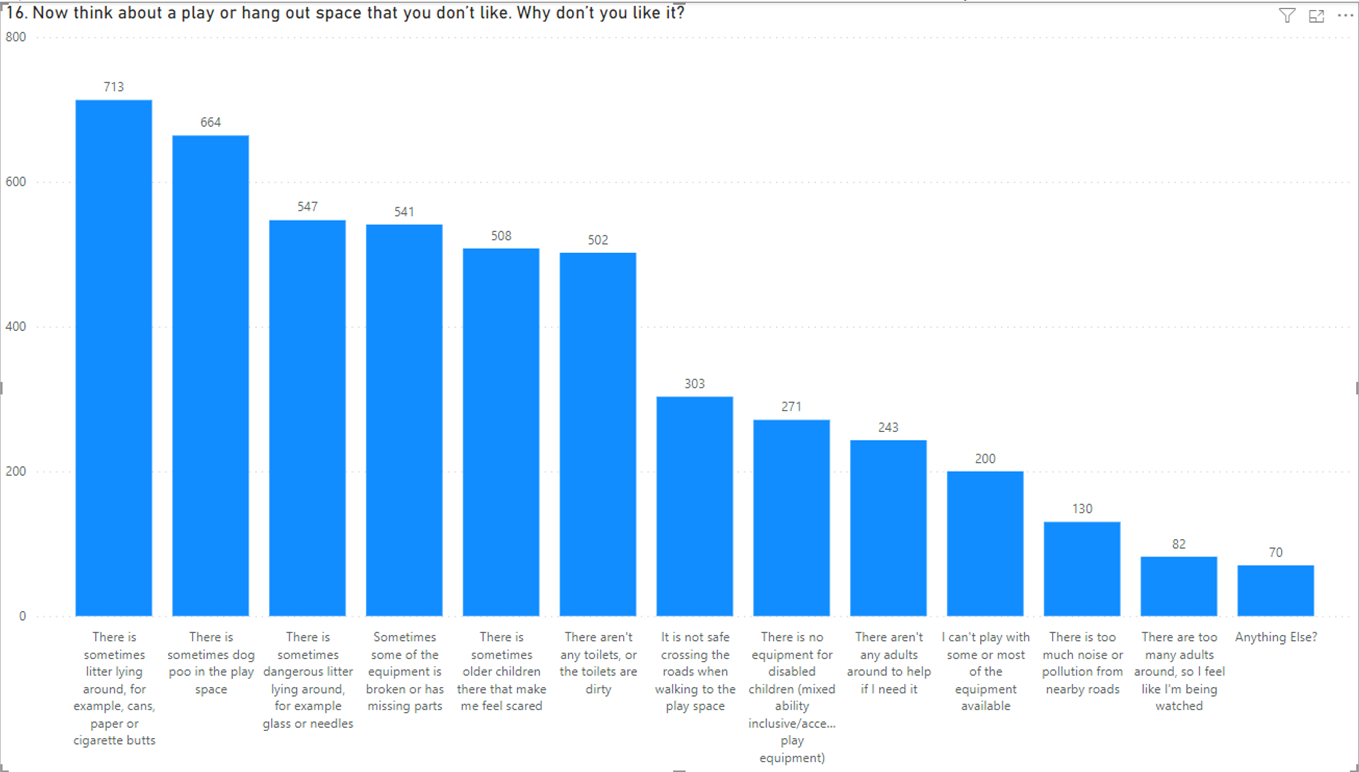 16. Now think about a play or hang out space that you don't like. Why don't you like it?
800
600
400
200
0
713
664
547
541
508
502
303
271
243
200
130
82
70
There is
sometimes
litter lying
around, for
example, cans,
paper or
cigarette butts
There is
sometimes dog
poo in the play
space
There is
sometimes
dangerous litter
lying around,
for example
glass or needles
Sometimes
some of the
equipment is
broken or has
missing parts
There is
sometimes
older children
there that make
me feel scared
There aren't
any toilets, or
the toilets are
dirty
It is not safe
crossing the
roads when
walking to the
play space
There is no
equipment for
disabled
children (mixed
ability
inclusive/acce...
play
equipment)
There aren't
any adults
around to help
if I need it
I can't play with
some or most
of the
equipment
available
There is too
much noise or
pollution from
nearby roads
There are too
many adults
around, so I feel
like I'm being
watched
Anything Else?